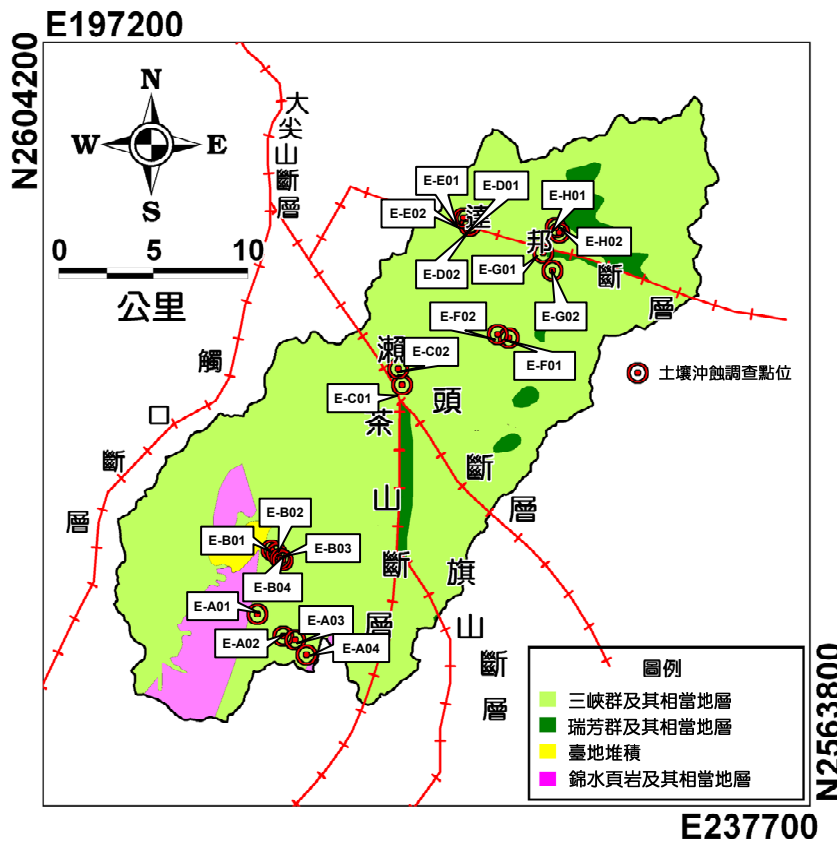 E197200
N2604200
N
W
E
S
0
5
10
公里
大尖山斷層
觸口斷層
E-E01
E-D01
E-E02
E-D02
達邦斷層
E-H01
E-H02
E-G01
E-G02
E-F02
E-F01
瀨頭斷層
E-C02
E-C01
土壤沖蝕調查點位
茶山斷層
旗山斷層
E-B02
E-B01
E-B03
E-B04
E-A01
E-A03
E-A02
E-A04
圖例
三峽群及其相當地層
瑞芳群及其相當地層
臺地堆積
錦水頁岩及其相當地層
N2563800
E237700